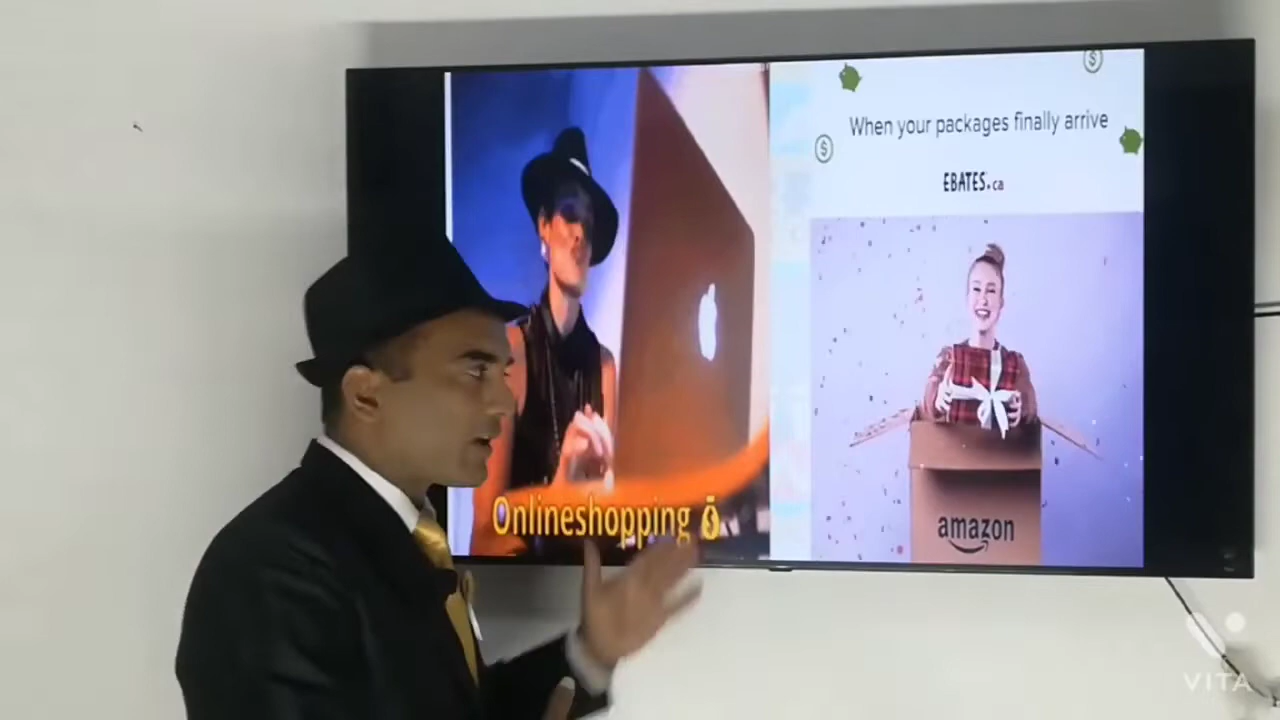 When your packages finally arrive
EBATES.ca
Onlineshopping
amazon
VITA